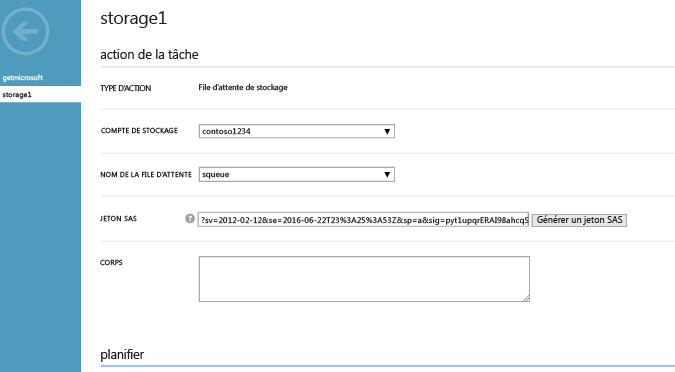 storage1
action de la tâche
getmicrosoft
storage1
TYPE D'ACTION File d'attente de stockage
COMPTE DE STOCKAGE contoso1234
NOM DE LA FILE D'ATTENTE squeue
JETON SAS ? ?sv=2012-02-12&se=2016-06-22T23%3A25%3A53Z&sp=a&sig=pyt1upqrERAI98ahcqS Générer un jeton SAS
CORPS
planifier